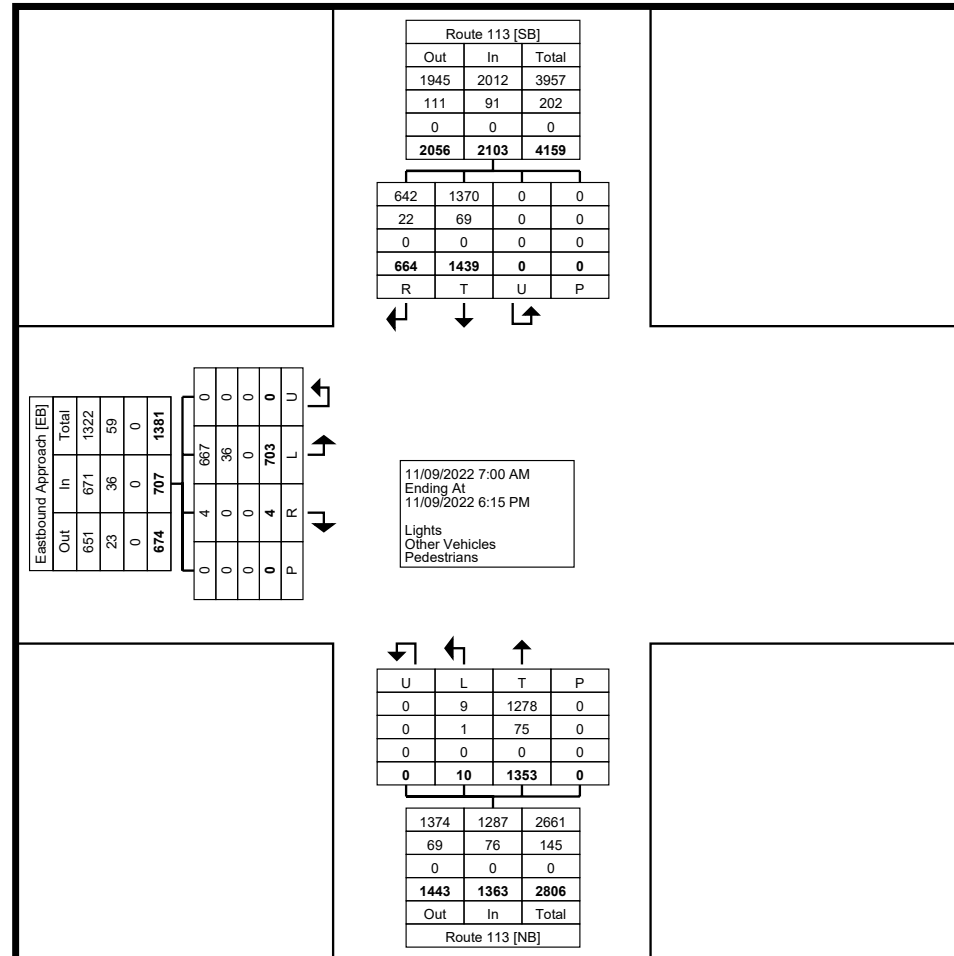 Route 113 [SB]
Out In Total
1945 2012 3957
111 91 202
0 0 0
2056 2103 4159
642 1370 0 0
22 69 0 0
0 0 0 0
664 1439 0 0
R T U P
Eastbound Approach [EB]
Out In Total
651 671 1322
23 36 59
0 0 0
674 707 1381
0 4 667 0
0 0 36 0
0 0 0 0
0 4 703 0
P R L U
11/09/2022 7:00 AM
Ending At
11/09/2022 6:15 PM
Lights
Other Vehicles
Pedestrians
U L T P
0 9 1278 0
0 1 75 0
0 0 0 0
0 10 1353 0
1374 1287 2661
69 76 145
0 0 0
1443 1363 2806
Out In Total
Route 113 [NB]